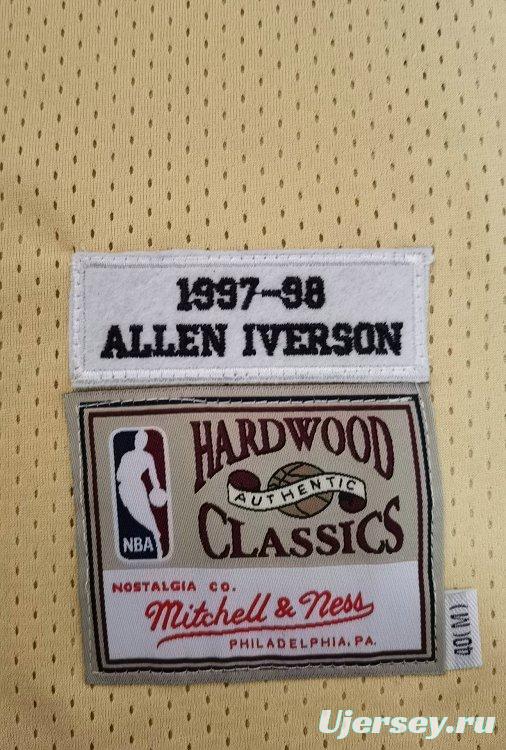 1997-98
ALLEN IVERSON
HARDWOOD
AUTHENTIC
CLASSICS
NBA
NOSTALGIA CO.
Mitchell & Ness
PHILADELPHIA, PA.
40(M)
Ujersey.ru